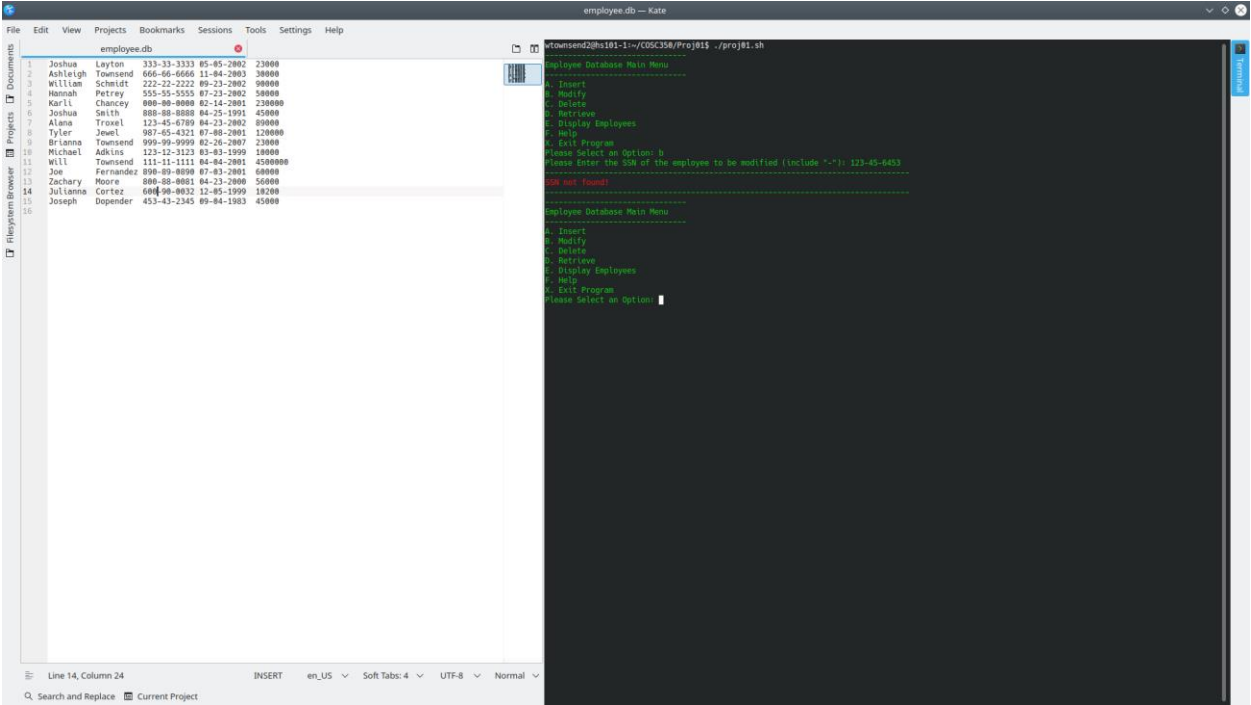 employee.db — Kate
File Edit View Projects Bookmarks Sessions Tools Settings Help
employee.db
Documents
Projects
Filesystem Browser
1 Joshua Layton 333-33-3333 05-05-2002 23000
2 Ashleigh Townsend 666-66-6666 11-04-2003 30000
3 William Schmidt 222-22-2222 09-23-2002 90000
4 Hannah Petrey 555-55-5555 07-23-2002 50000
5 Karli Chancey 000-00-0000 02-14-2001 230000
6 Joshua Smith 888-88-8888 04-25-1991 45000
7 Alana Troxel 123-45-6789 04-23-2002 89000
8 Tyler Jewel 987-65-4321 07-08-2001 120000
9 Brianna Townsend 999-99-9999 02-26-2007 23000
10 Michael Adkins 123-12-3123 03-03-1999 10000
11 Will Townsend 111-11-1111 04-04-2001 4500000
12 Joe Fernandez 890-89-0890 07-03-2001 60000
13 Zachary Moore 800-88-0081 04-23-2000 56000
14 Julianna Cortez 600-90-0032 12-05-1999 10200
15 Joseph Dopender 453-43-2345 09-04-1983 45000
16
wtownsend2@hs101-1:~/COSC350/Proj01$ ./proj01.sh
------------------------------
Employee Database Main Menu
------------------------------
A. Insert
B. Modify
C. Delete
D. Retrieve
E. Display Employees
F. Help
X. Exit Program
Please Select an Option: b
Please Enter the SSN of the employee to be modified (include "-"): 123-45-6453
SSN not found!
------------------------------
Employee Database Main Menu
------------------------------
A. Insert
B. Modify
C. Delete
D. Retrieve
E. Display Employees
F. Help
X. Exit Program
Please Select an Option:
Terminal
Line 14, Column 24 INSERT en_US Soft Tabs: 4 UTF-8 Normal
Search and Replace Current Project